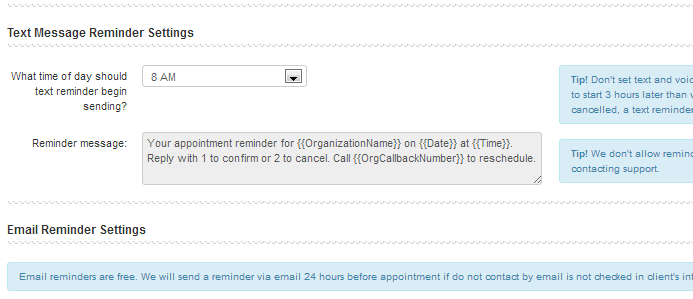 Text Message Reminder Settings
What time of day should
text reminder begin
sending?
8 AM
Tip! Don't set text and voic
to start 3 hours later than v
cancelled, a text reminder
Reminder message:
Your appointment reminder for {{OrganizationName}} on {{Date}} at {{Time}}.
Reply with 1 to confirm or 2 to cancel. Call {{OrgCallbackNumber}} to reschedule.
Tip! We don't allow remind
contacting support.
Email Reminder Settings
Email reminders are free. We will send a reminder via email 24 hours before appointment if do not contact by email is not checked in client's inf